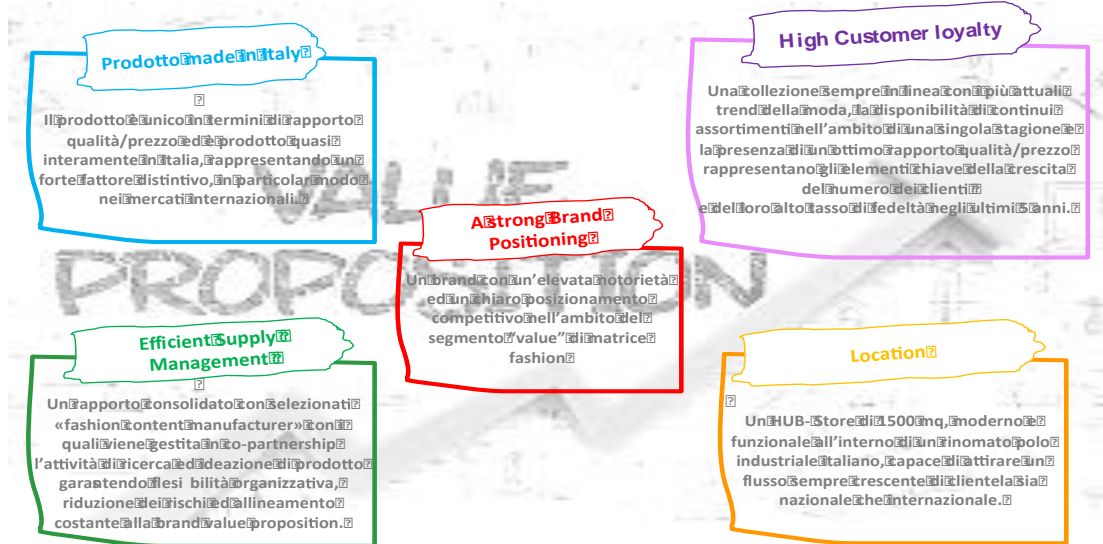 Prodotto made in Italy
Il prodotto è unico in termini di rapporto
qualità/prezzo ed è prodotto quasi
interamente in Italia, rappresentando un
forte fattore distintivo, in particolar modo
nei mercati internazionali.
High Customer loyalty
Una collezione sempre in linea con i più attuali
trend della moda, la disponibilità di continui
assortimenti nell'ambito di una singola stagione e
la presenza di un ottimo rapporto qualità/prezzo
rappresentano gli elementi chiave della crescita
del numero dei clienti
e del loro alto tasso di fedeltà negli ultimi 5 anni.
VALUE
PROPOSITION
A strong Brand
Positioning
Un brand con un'elevata notorietà
ed un chiaro posizionamento
competitivo nell'ambito del
segmento "value" di matrice
fashion
Efficient Supply
Management
Un rapporto consolidato con selezionati
«fashion content manufacturer» con i
quali viene gestita in co-partnership
l'attività di ricerca ed ideazione di prodotto
garantendo flessibilità organizzativa,
riduzione dei rischi ed allineamento
costante alla brand value proposition.
Location
Un HUB- Store di 1500 mq, moderno e
funzionale all'interno di un rinomato polo
industriale italiano, capace di attirare un
flusso sempre crescente di clientela sia
nazionale che internazionale.